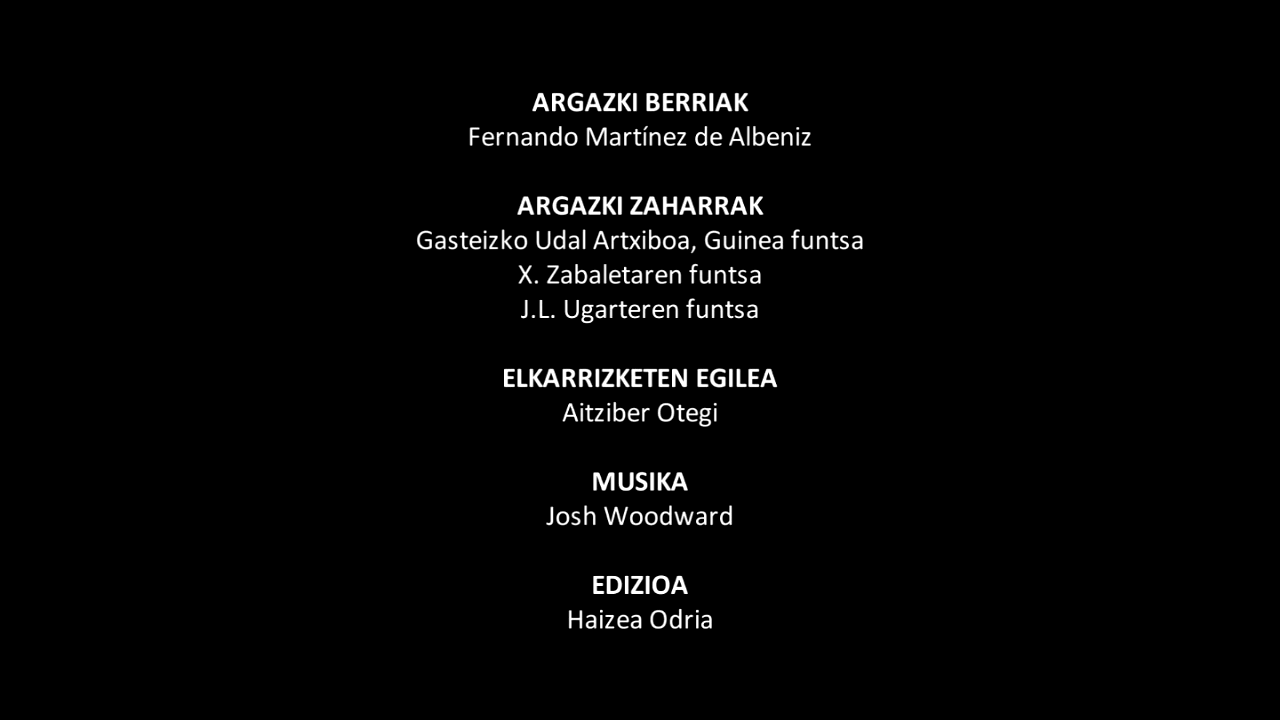 ARGAZKI BERRIAK
Fernando Martínez de Albeniz
ARGAZKI ZAHARRAK
Gasteizko Udal Artxiboa, Guinea funtsa
X. Zabaletaren funtsa
J.L. Ugarteren funtsa
ELKARRIZKETEN EGILEA
Aitziber Otegi
MUSIKA
Josh Woodward
EDIZIOA
Haizea Odria